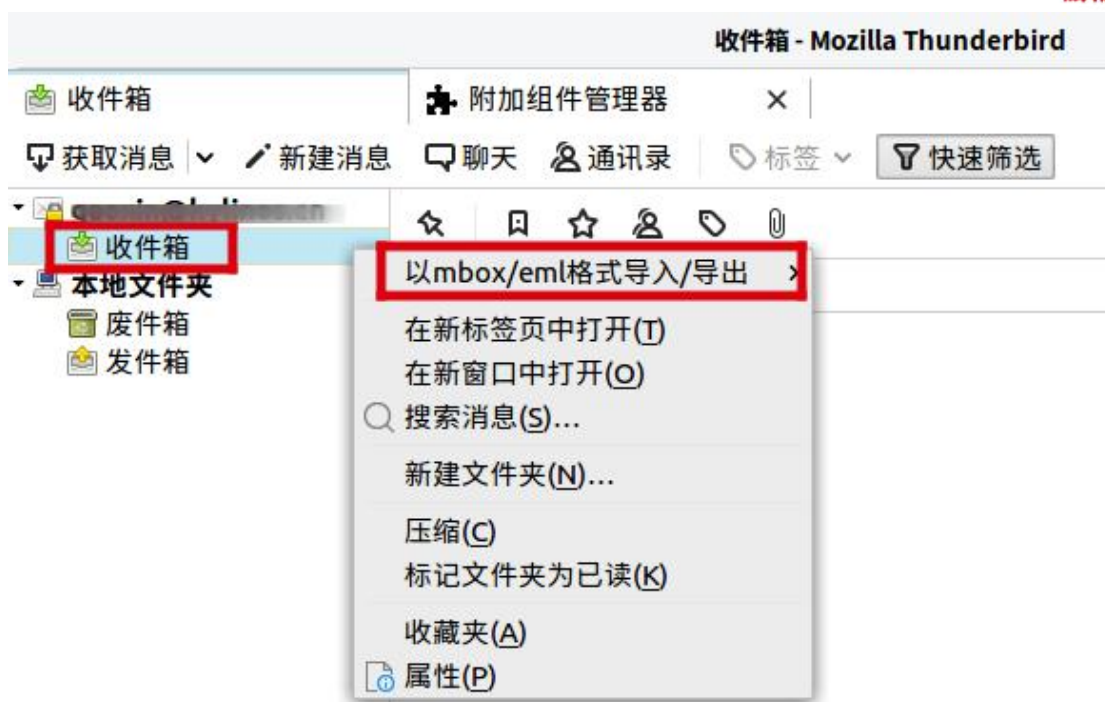 收件箱 - Mozilla Thunderbird
收件箱
附加组件管理器
获取消息
新建消息
聊天
通讯录
标签
快速筛选
收件箱
本地文件夹
废件箱
发件箱
以mbox/eml格式导入/导出
在新标签页中打开(T)
在新窗口中打开(O)
搜索消息(S)...
新建文件夹(N)...
压缩(C)
标记文件夹为已读(K)
收藏夹(A)
属性(P)